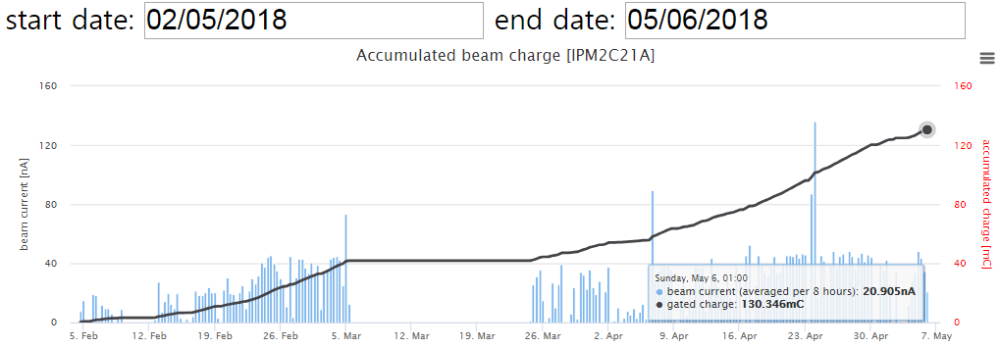 start date: 02/05/2018 end date: 05/06/2018
Accumulated beam charge [IPM2C21A]
160
120
80
40
0
beam current [nA]
160
120
80
40
0
accumulated charge [mC]
Sunday, May 6, 01:00
beam current (averaged per 8 hours): 20.905nA
gated charge: 130.346mC
5. Feb 12. Feb 19. Feb 26. Feb 5. Mar 12. Mar 19. Mar 26. Mar 2. Apr 9. Apr 16. Apr 23. Apr 30. Apr 7. May